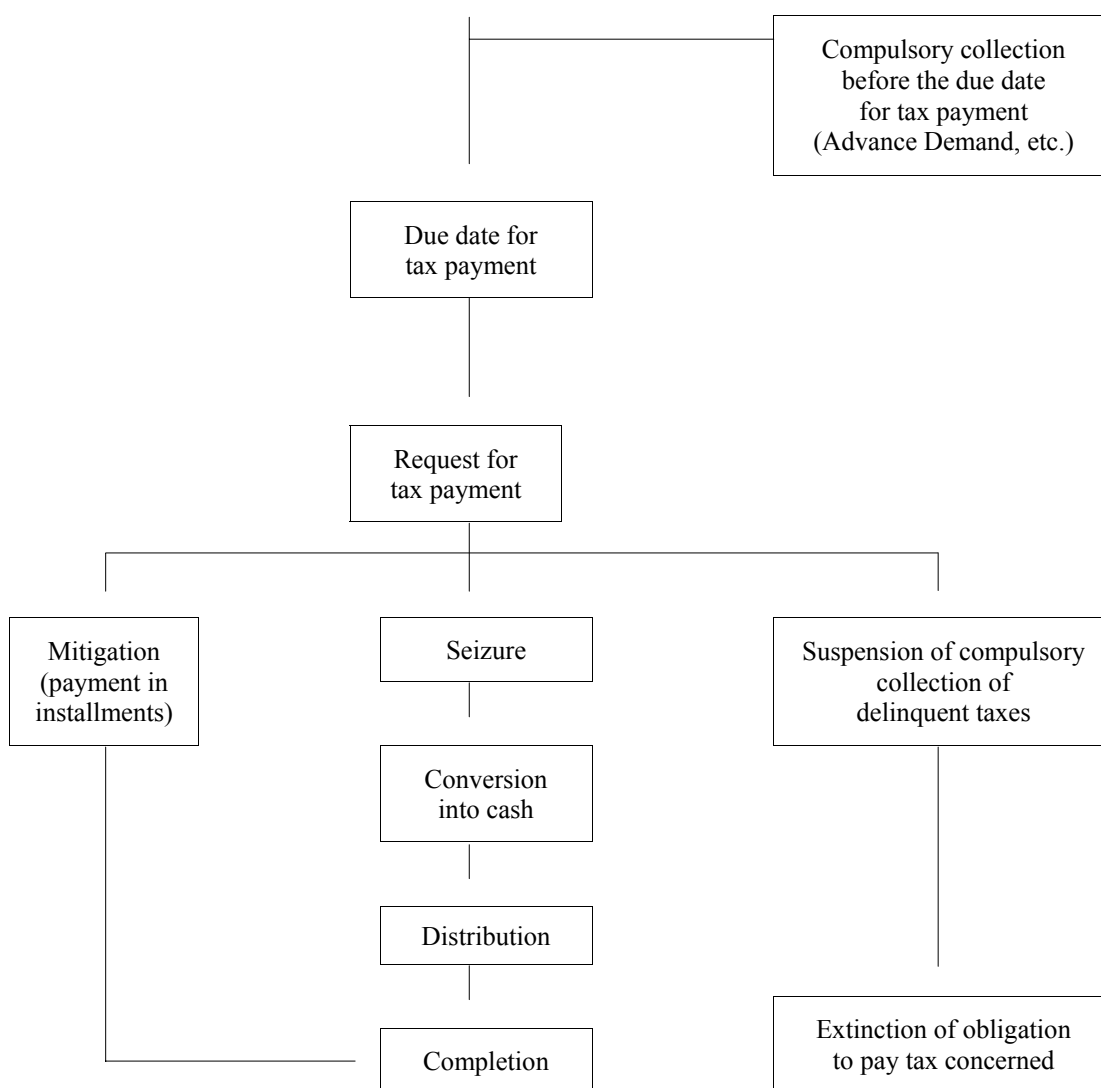 Compulsory collection
before the due date
for tax payment
(Advance Demand, etc.)
Due date for
tax payment
Request for
tax payment
Mitigation
(payment in
installments)
Seizure
Suspension of compulsory
collection of
delinquent taxes
Conversion
into cash
Distribution
Completion
Extinction of obligation
to pay tax concerned